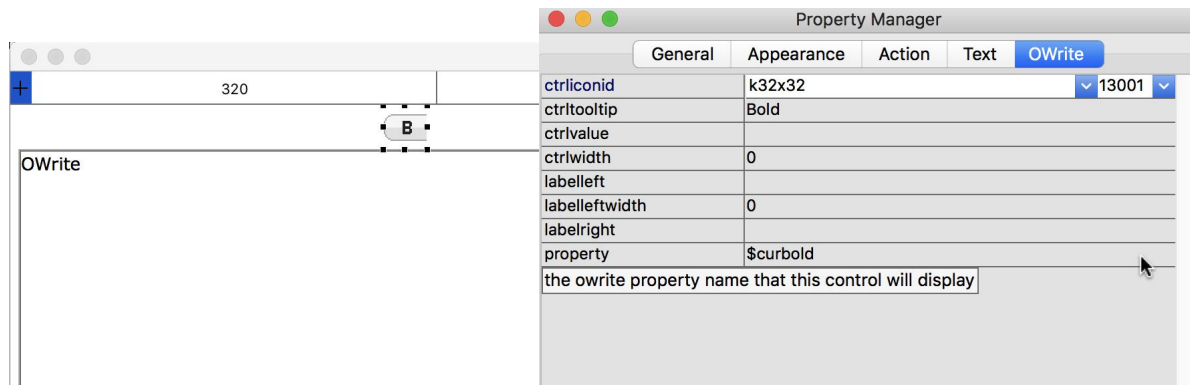 320
B
OWrite
Property Manager
General Appearance Action Text OWrite
ctrliconid k32x32 13001
ctrltooltip Bold
ctrlvalue
ctrlwidth 0
labelleft
labelleftwidth 0
labelright
property $curbold
the owrite property name that this control will display